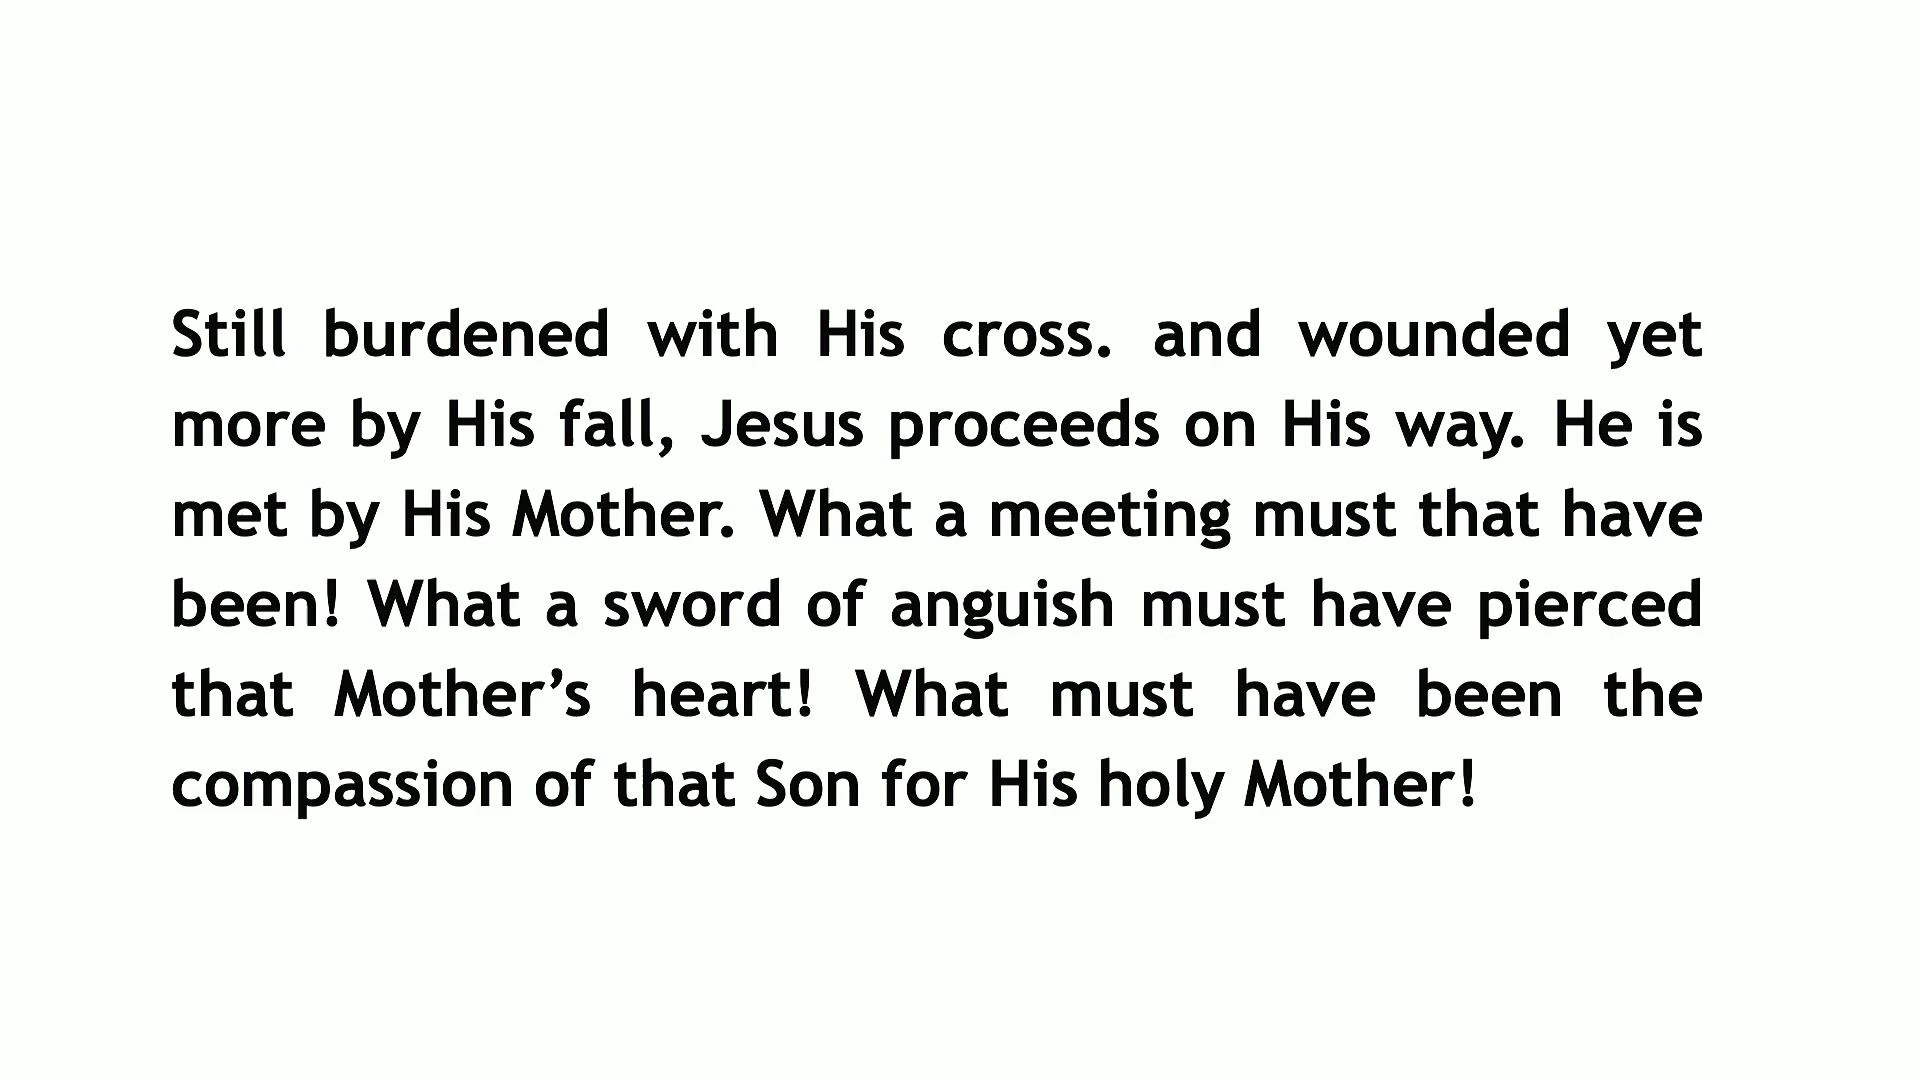 Still burdened with His cross. and wounded yet
more by His fall, Jesus proceeds on His way. He is
met by His Mother. What a meeting must that have
been! What a sword of anguish must have pierced
that Mother’s heart! What must have been the
compassion of that Son for His holy Mother!